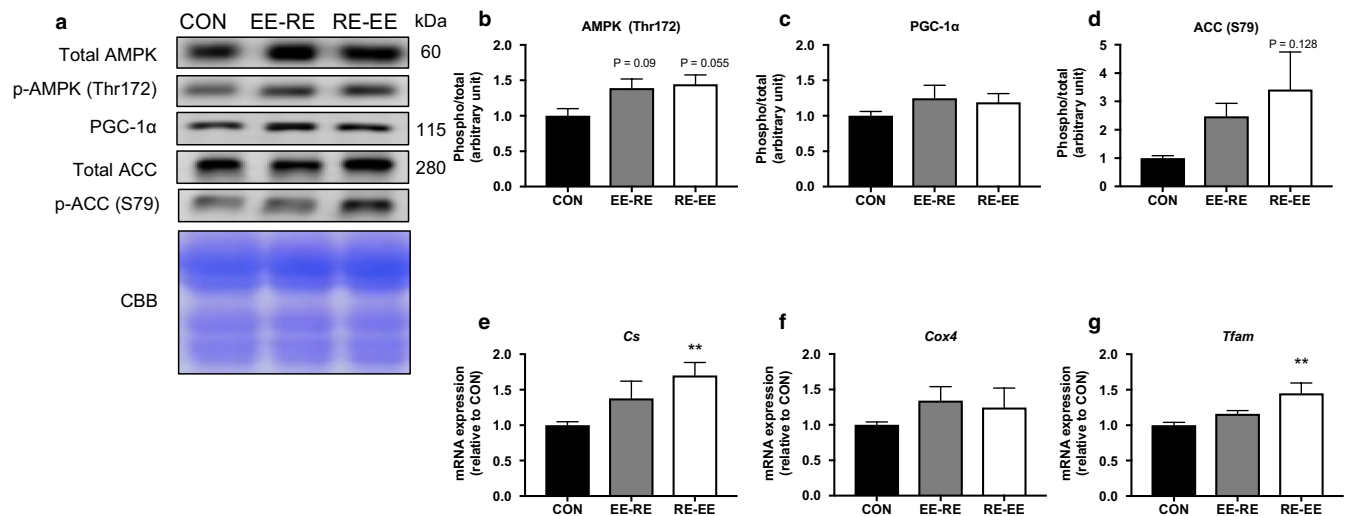 a
CON EE-RE RE-EE kDa
Total AMPK 60
p-AMPK (Thr172)
PGC-1α 115
Total ACC 280
p-ACC (S79)
CBB
b
AMPK (Thr172)
Phospho/total
(arbitrary unit)
2.0
1.5
1.0
0.5
0.0
P = 0.09 P = 0.055
CON EE-RE RE-EE
c
PGC-1α
Phospho/total
(arbitrary unit)
2.0
1.5
1.0
0.5
0.0
CON EE-RE RE-EE
d
ACC (S79)
Phospho/total
(arbitrary unit)
5
4
3
2
1
0
P = 0.128
CON EE-RE RE-EE
e
Cs
mRNA expression
(relative to CON)
2.0
1.5
1.0
0.5
0.0
**
CON EE-RE RE-EE
f
Cox4
mRNA expression
(relative to CON)
2.0
1.5
1.0
0.5
0.0
CON EE-RE RE-EE
g
Tfam
mRNA expression
(relative to CON)
2.0
1.5
1.0
0.5
0.0
**
CON EE-RE RE-EE